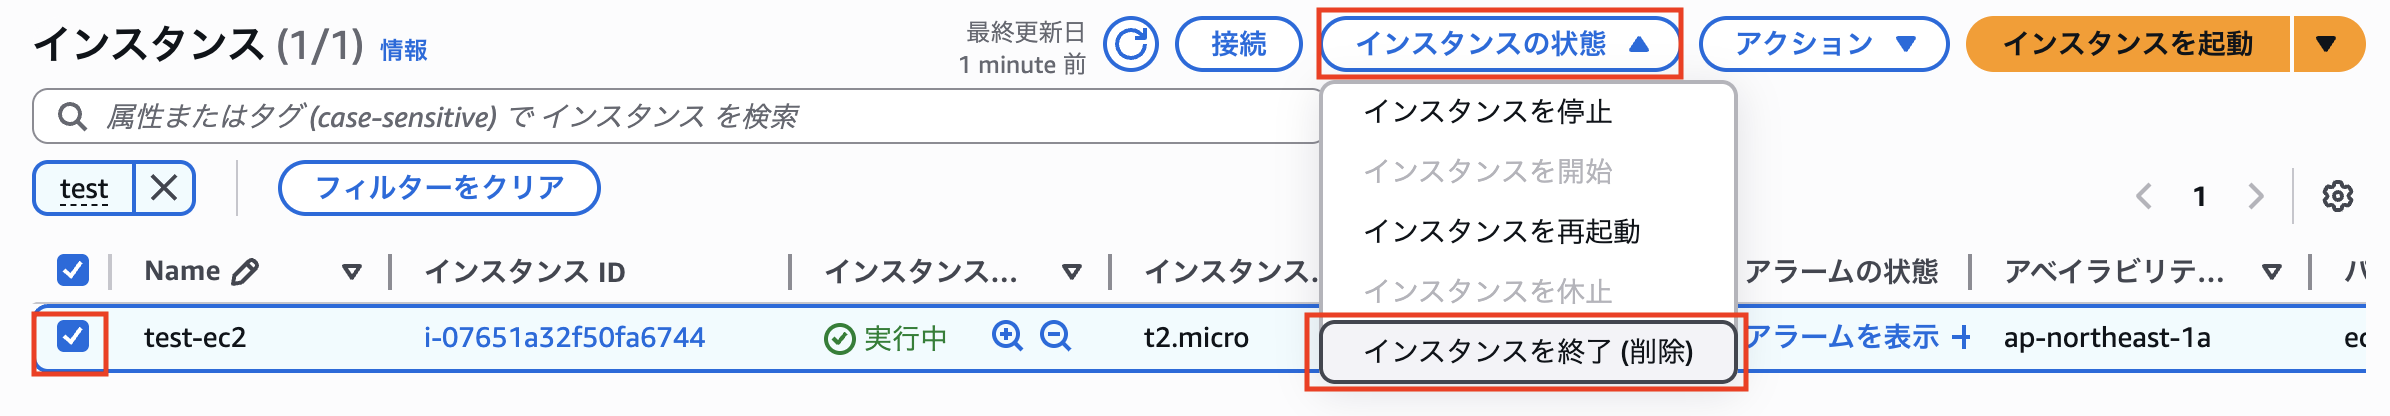 インスタンス (1/1) 情報
最終更新日
1 minute 前
接続
インスタンスの状態
アクション
インスタンスを起動
属性またはタグ (case-sensitive) で インスタンス を検索
インスタンスを停止
インスタンスを開始
インスタンスを再起動
インスタンスを休止
インスタンスを終了 (削除)
test
フィルターをクリア
1
Name インスタンス ID インスタンス... インスタンス. アラームの状態 アベイラビリテ... パ
test-ec2 i-07651a32f50fa6744 実行中 t2.micro アラームを表示 + ap-northeast-1a ec